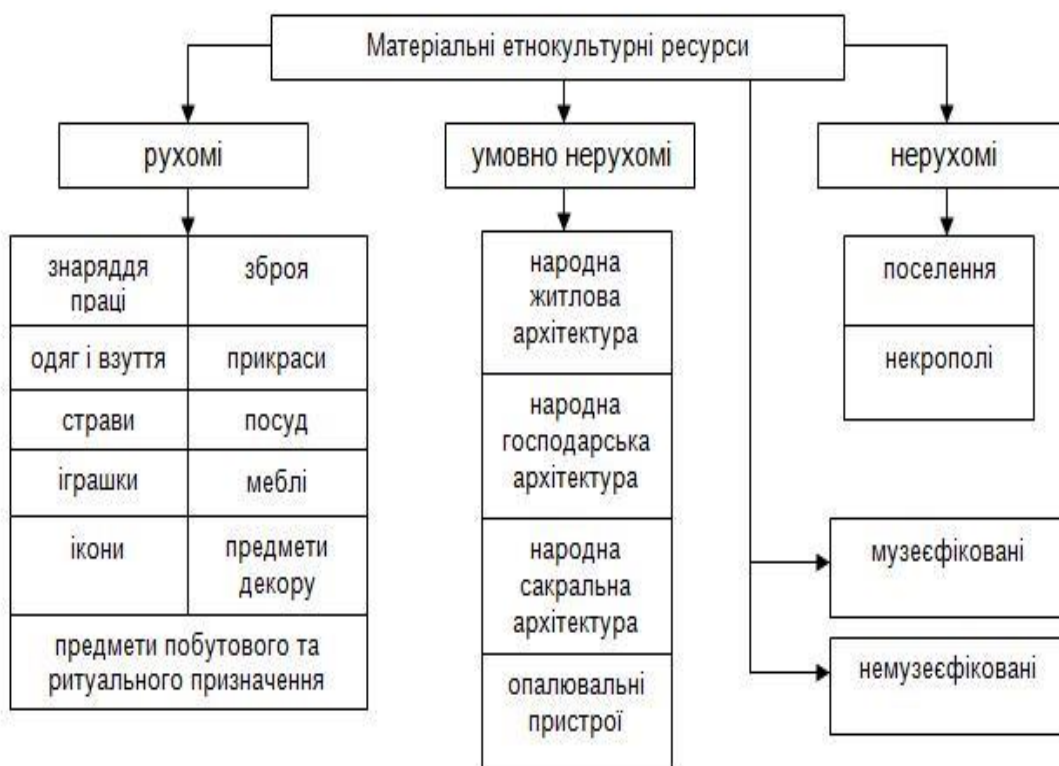 Матеріальні етнокультурні ресурси
рухомі
умовно нерухомі
нерухомі
знаряддя
праці
зброя
одяг і взуття
прикраси
страви
посуд
іграшки
меблі
ікони
предмети
декору
предмети побутового та
ритуального призначення
народна
житлова
архітектура
народна
господарська
архітектура
народна
сакральна
архітектура
опалювальні
пристрої
поселення
некрополі
музеєфіковані
немузеєфіковані